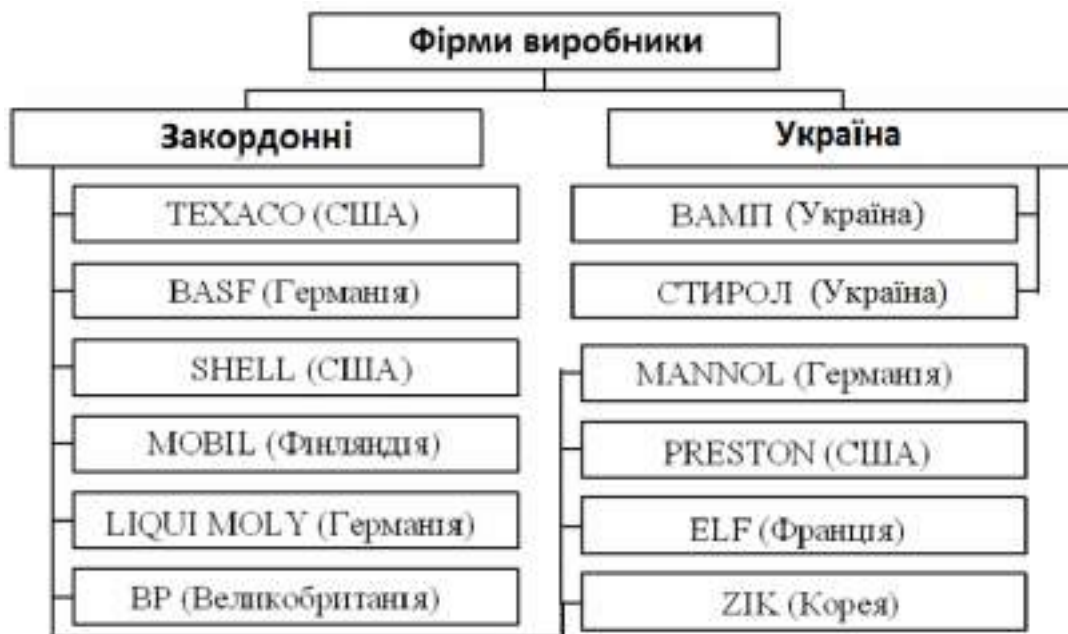 Фірми виробники
Закордонні
Україна
TEXACO (США)
BASF (Германія)
SHELL (США)
MOBIL (Фінляндія)
LIQUI MOLY (Германія)
BP (Великобританія)
ВАМП (Україна)
СТИРОЛ (Україна)
MANNOL (Германія)
PRESTON (США)
ELF (Франція)
ZIK (Корея)